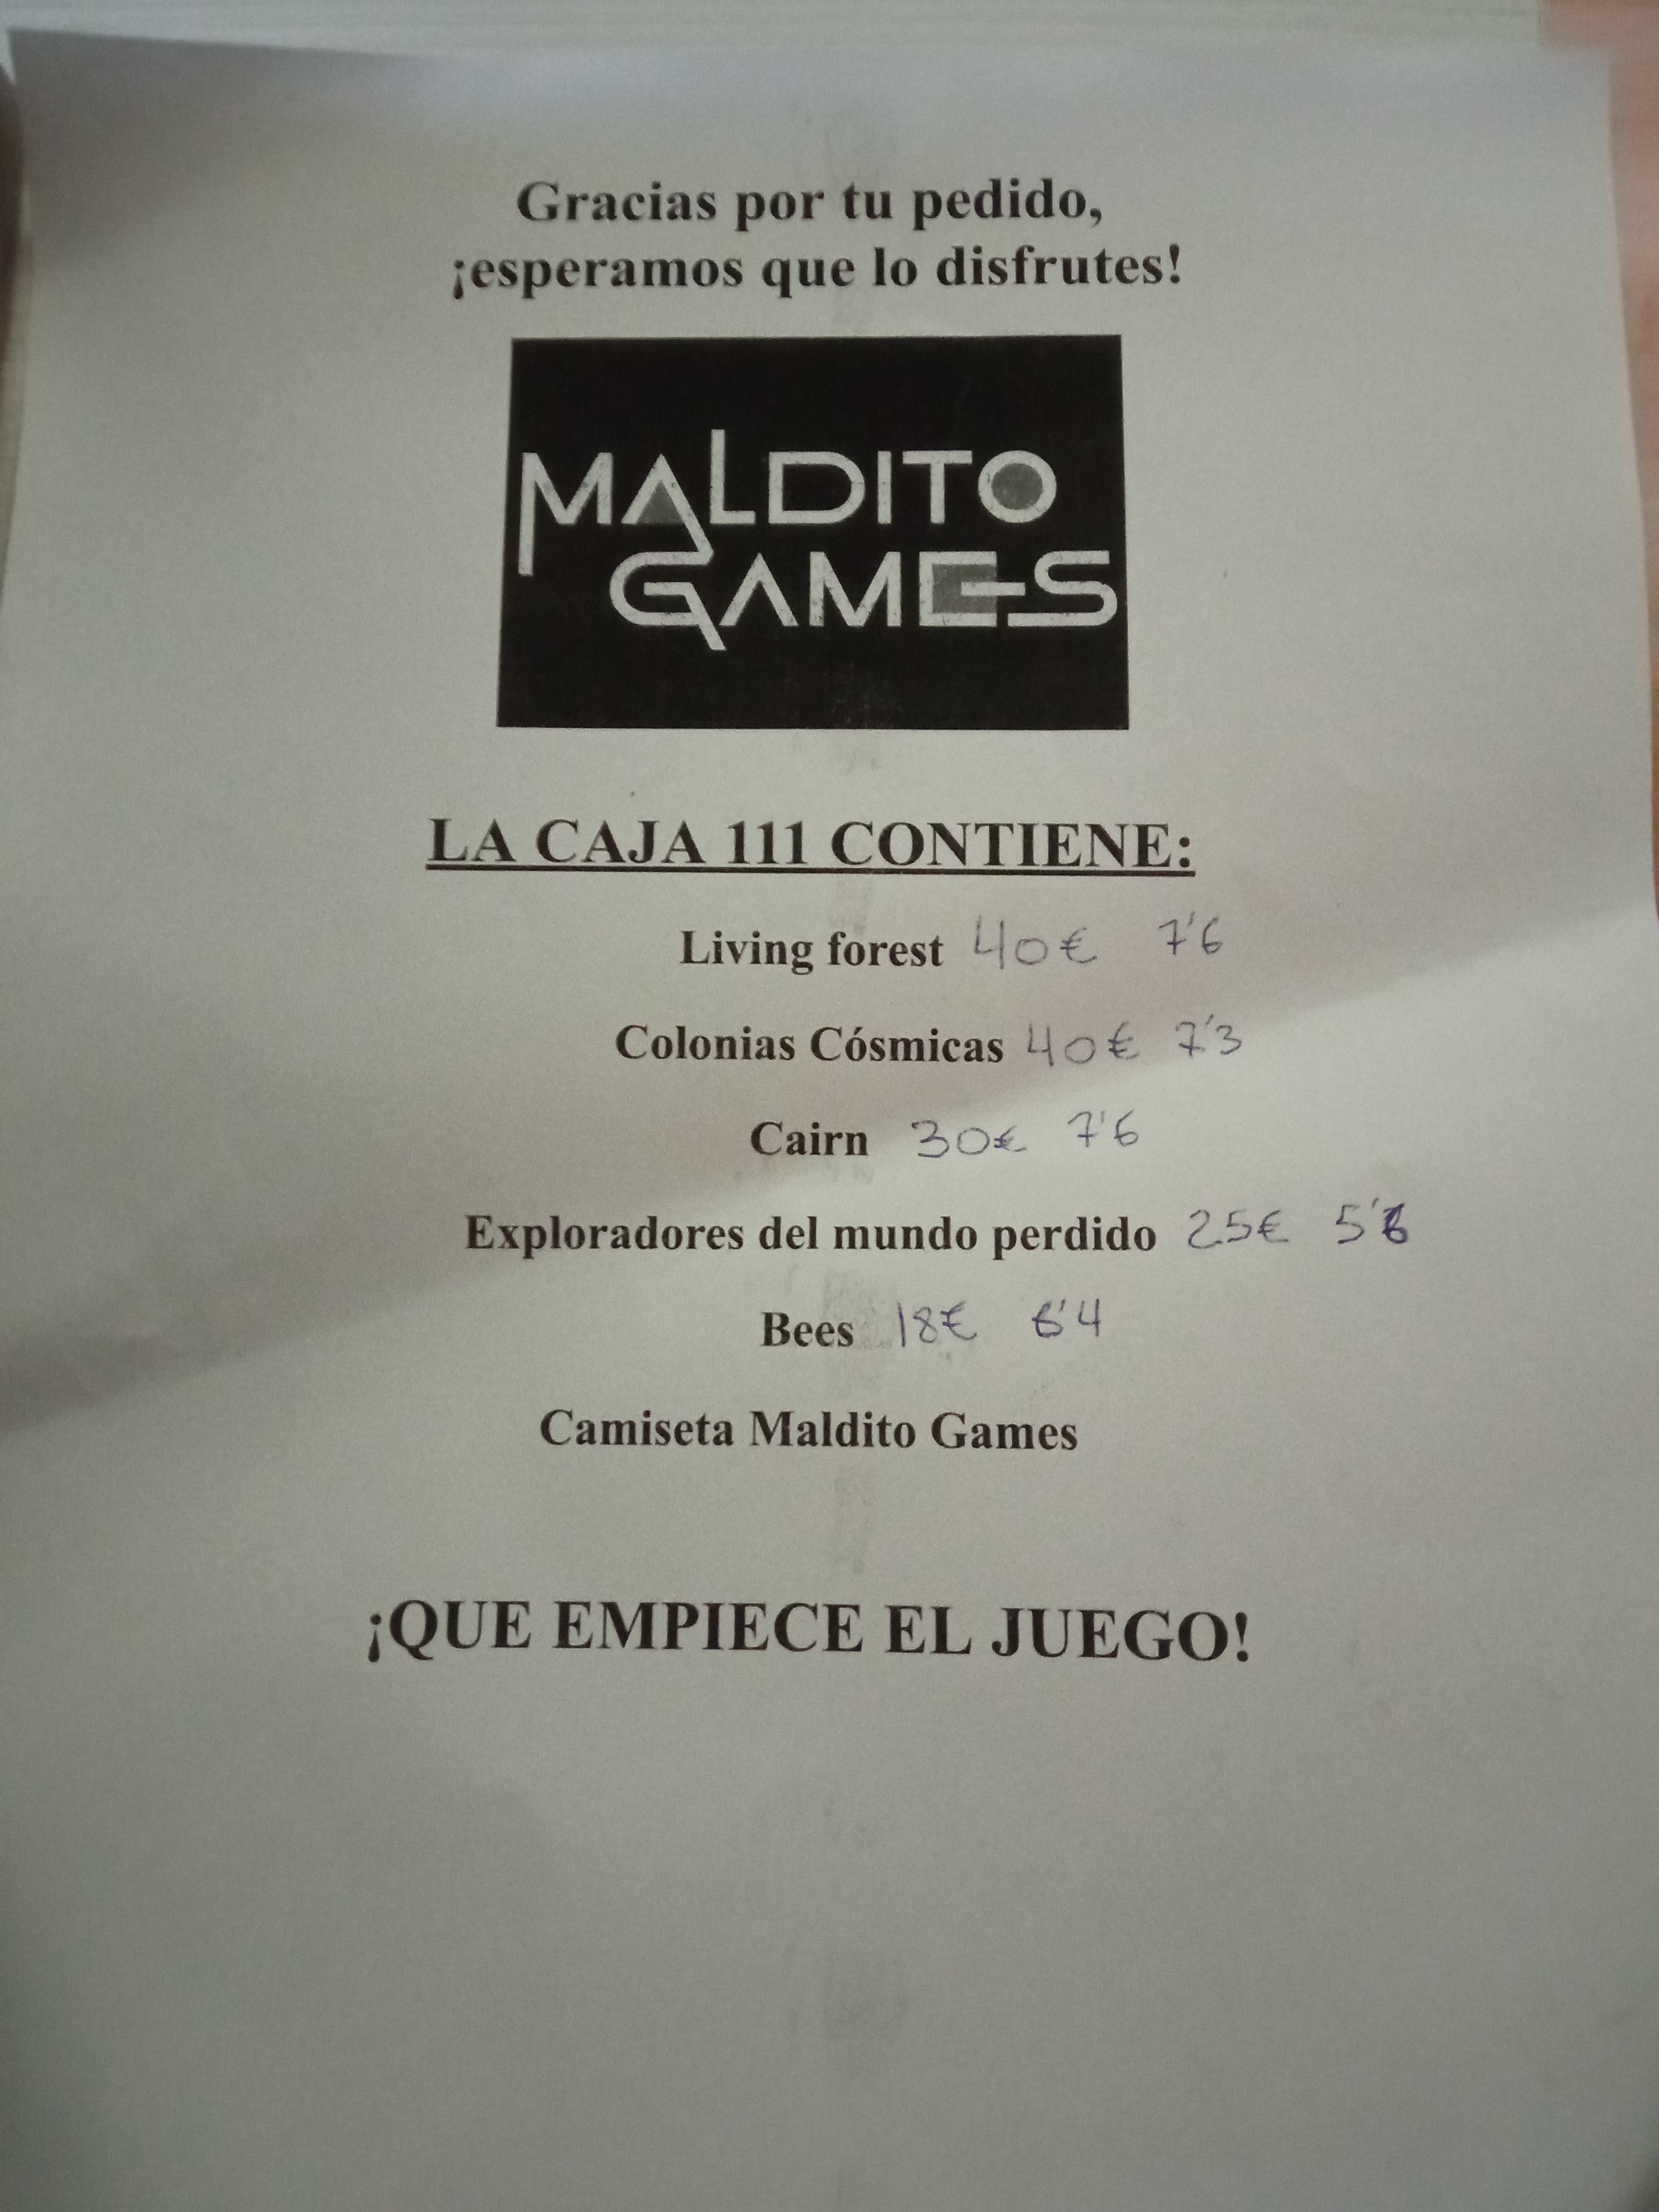 Gracias por tu pedido,
¡esperamos que lo disfrutes!
MALDITO
GAMES
LA CAJA 111 CONTIENE:
Living forest 40€ 7'6
Colonias Cósmicas 40€ 7'3
Cairn 30€ 7'6
Exploradores del mundo perdido 25€
Bees 18€ 6'4
Camiseta Maldito Games
¡QUE EMPIECE EL JUEGO!